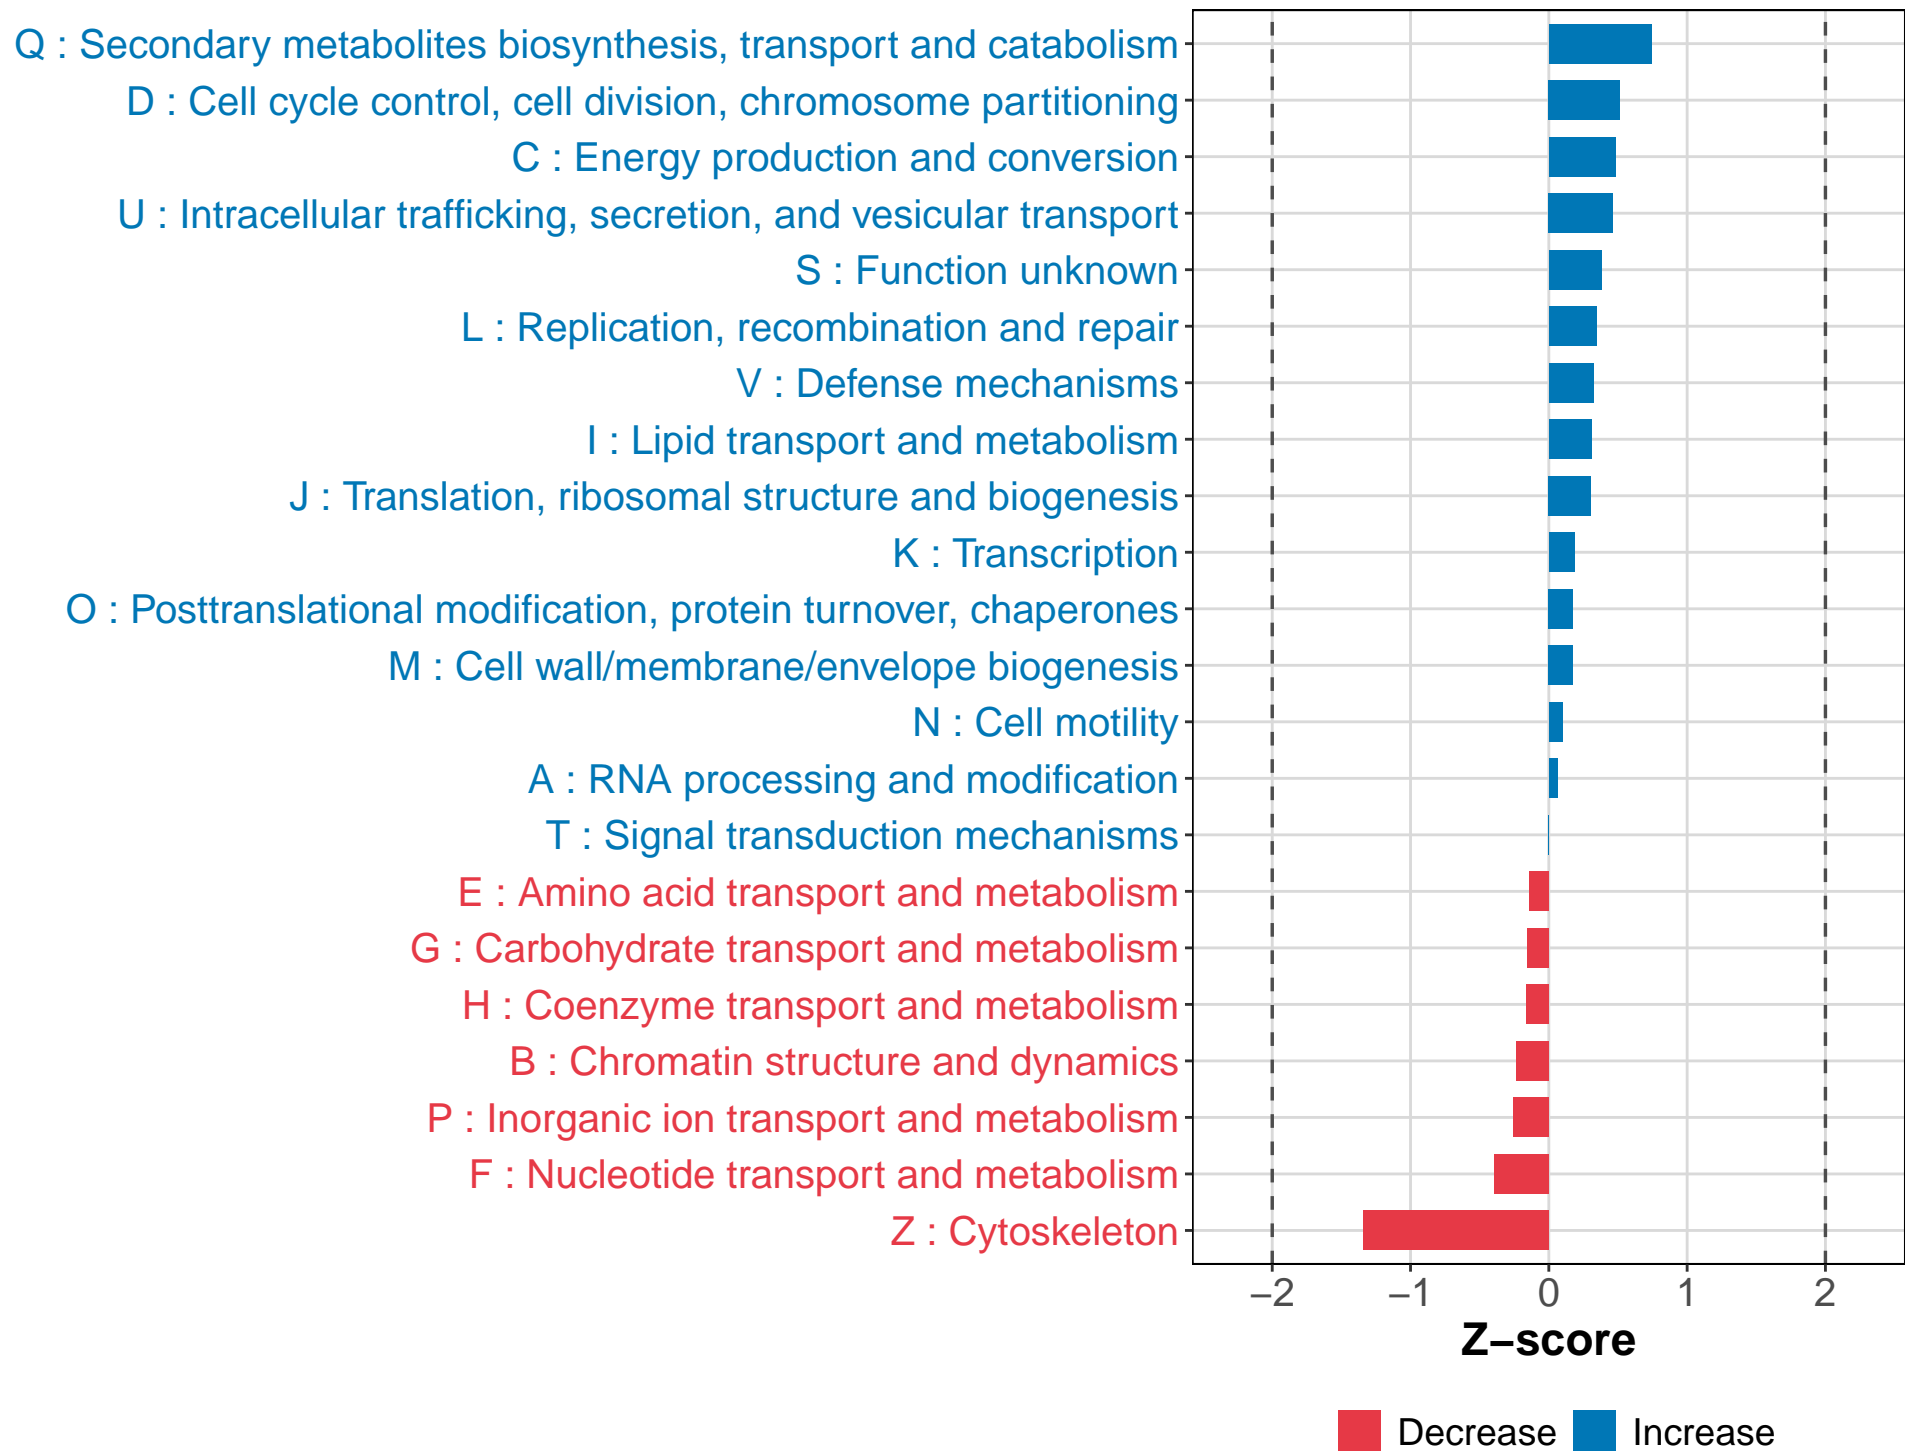 Q : Secondary metabolites biosynthesis, transport and catabolism
D : Cell cycle control, cell division, chromosome partitioning
C : Energy production and conversion
U : Intracellular trafficking, secretion, and vesicular transport
S : Function unknown
L : Replication, recombination and repair
V : Defense mechanisms
I : Lipid transport and metabolism
J : Translation, ribosomal structure and biogenesis
K : Transcription
O : Posttranslational modification, protein turnover, chaperones
M : Cell wall/membrane/envelope biogenesis
N : Cell motility
A : RNA processing and modification
T : Signal transduction mechanisms
E : Amino acid transport and metabolism
G : Carbohydrate transport and metabolism
H : Coenzyme transport and metabolism
B : Chromatin structure and dynamics
P : Inorganic ion transport and metabolism
F : Nucleotide transport and metabolism
Z : Cytoskeleton
−2 −1 0 1 2
Z−score
Decrease Increase